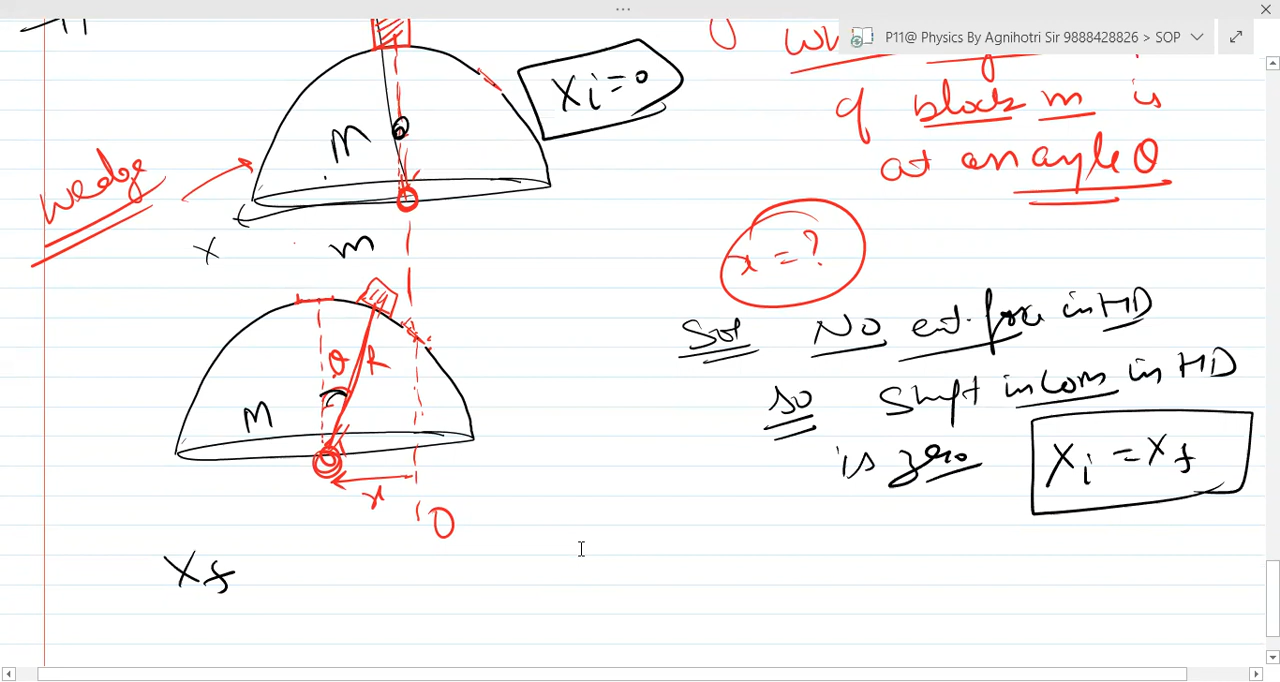 P11@ Physics By Agnihotri Sir 9888428826 > SOP
of block m is
at an angle θ
Xi=0
M
Wedge
x
m
x = ?
Sol No ext. force in HD
so Shift in Com in HD
is zero Xi = Xf
θ R
M
x
O
Xf